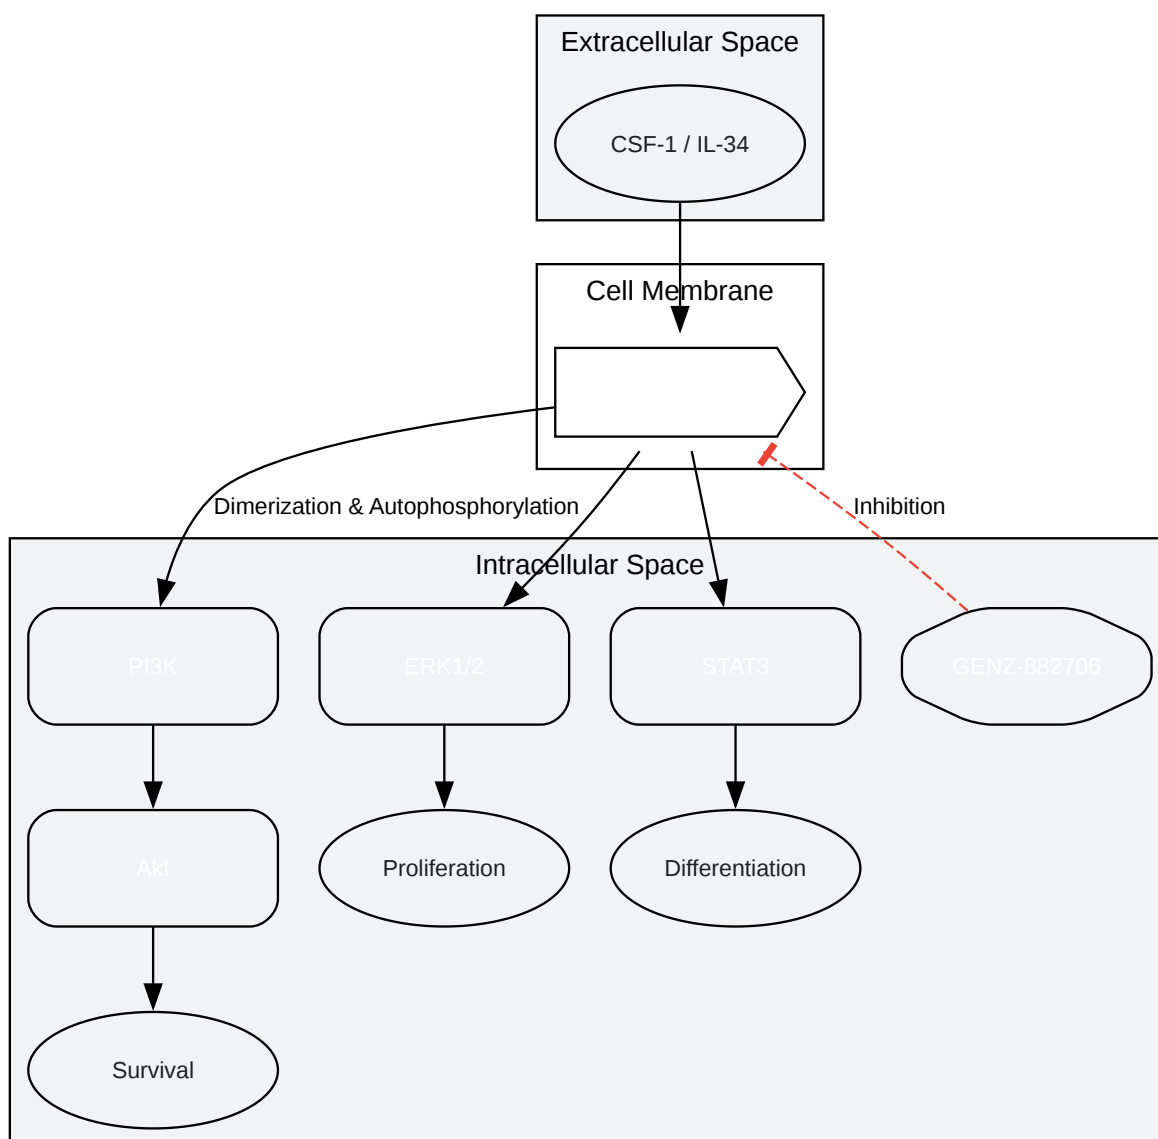 Extracellular Space
CSF-1 / IL-34
Cell Membrane
Dimerization & Autophosphorylation
Inhibition
Intracellular Space
PI3K
ERK1/2
STAT3
GENZ-882706
Akt
Proliferation
Differentiation
Survival